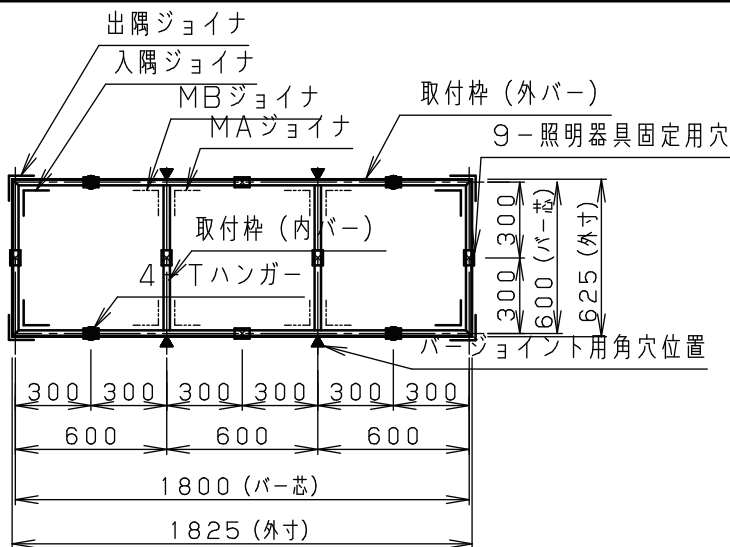 出隅ジョイナ
入隅ジョイナ
MBジョイナ
MAジョイナ
取付枠（外バー）
9－照明器具固定用穴
取付枠（内バー）
4－Tハンガー
300
300
600（バー芯）
625（外寸）
バージョイント用角穴位置
300 300 300 300 300 300
600 600 600
1800（バー芯）
1825（外寸）